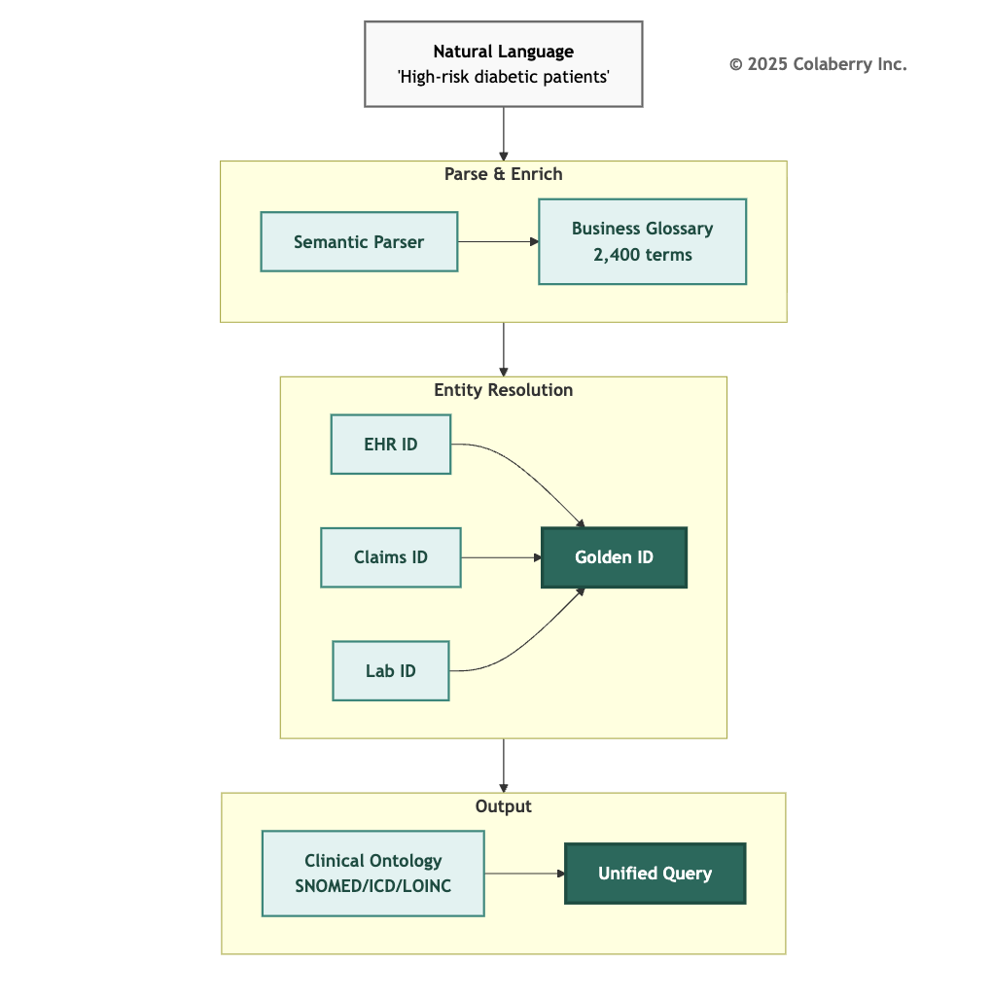 Natural Language
'High-risk diabetic patients'
© 2025 Colaberry Inc.
Parse & Enrich
Semantic Parser
Business Glossary
2,400 terms
Entity Resolution
EHR ID
Claims ID
Golden ID
Lab ID
Output
Clinical Ontology
SNOMED/ICD/LOINC
Unified Query